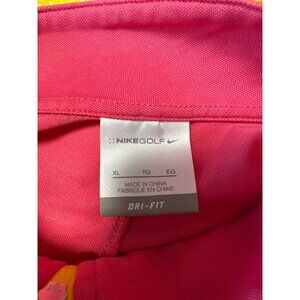 NIKEGOLF
XL TG EG
MADE IN CHINA
FABRIQUÉ EN CHINE
DRI-FIT